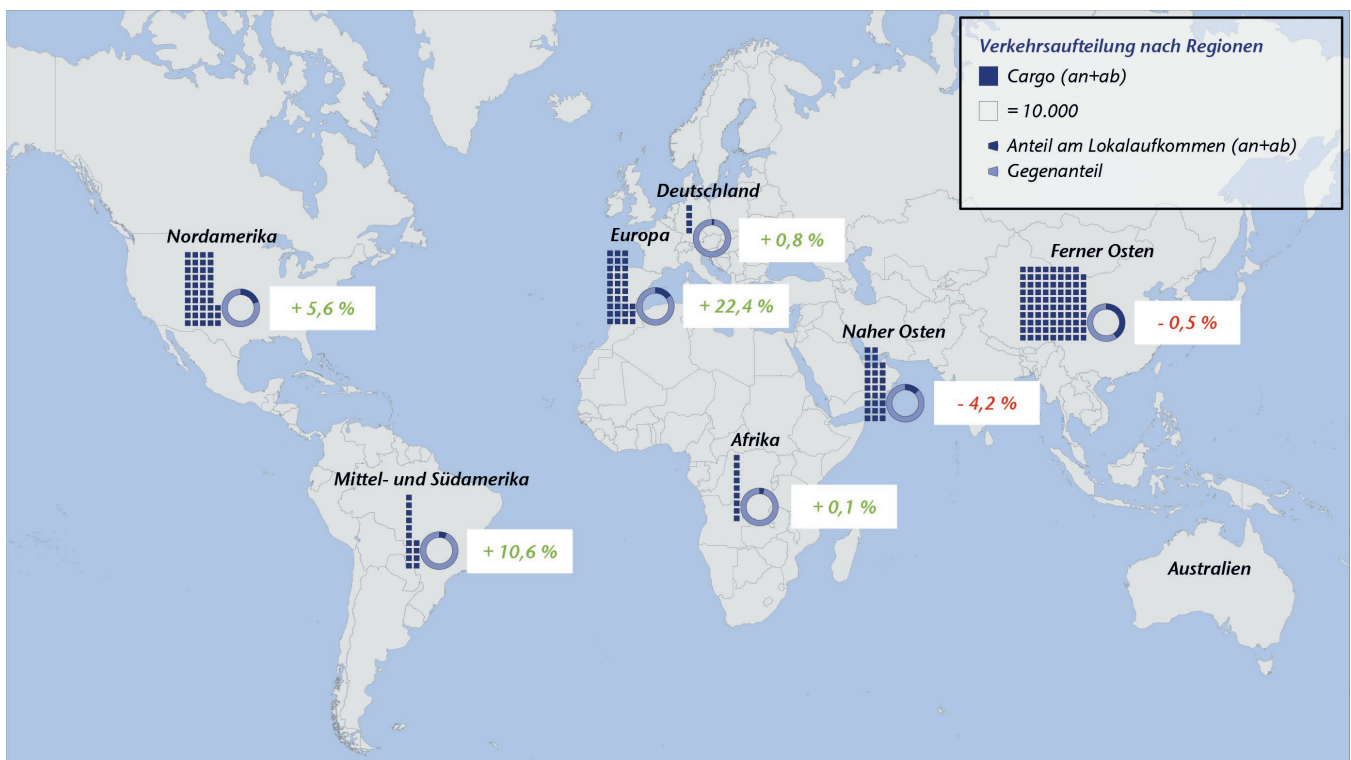 Verkehrsaufteilung nach Regionen
Cargo (an+ab)
= 10.000
Anteil am Lokalaufkommen (an+ab)
Gegenanteil
Deutschland
+ 0,8 %
Nordamerika
+ 5,6 %
Europa
+ 22,4 %
Ferner Osten
- 0,5 %
Naher Osten
- 4,2 %
Afrika
+ 0,1 %
Mittel- und Südamerika
+ 10,6 %
Australien